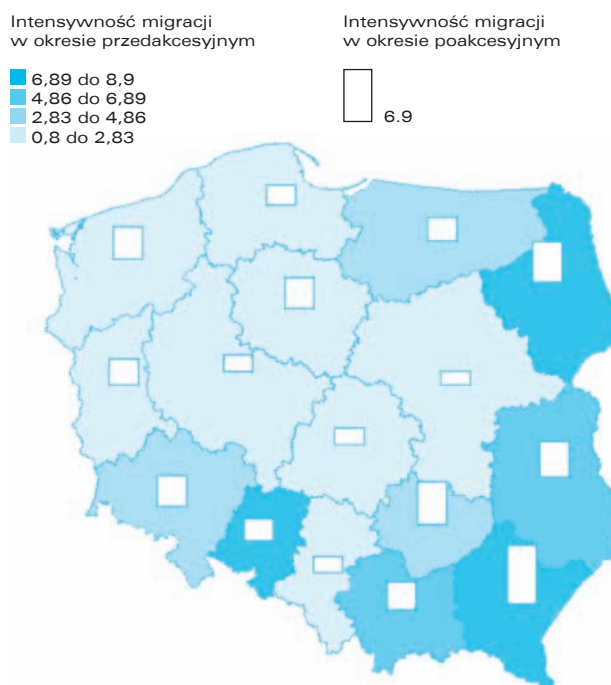 Intensywność migracji
w okresie przedakcesyjnym
6,89 do 8,9
4,86 do 6,89
2,83 do 4,86
0,8 do 2,83
Intensywność migracji
w okresie poakcesyjnym
6.9